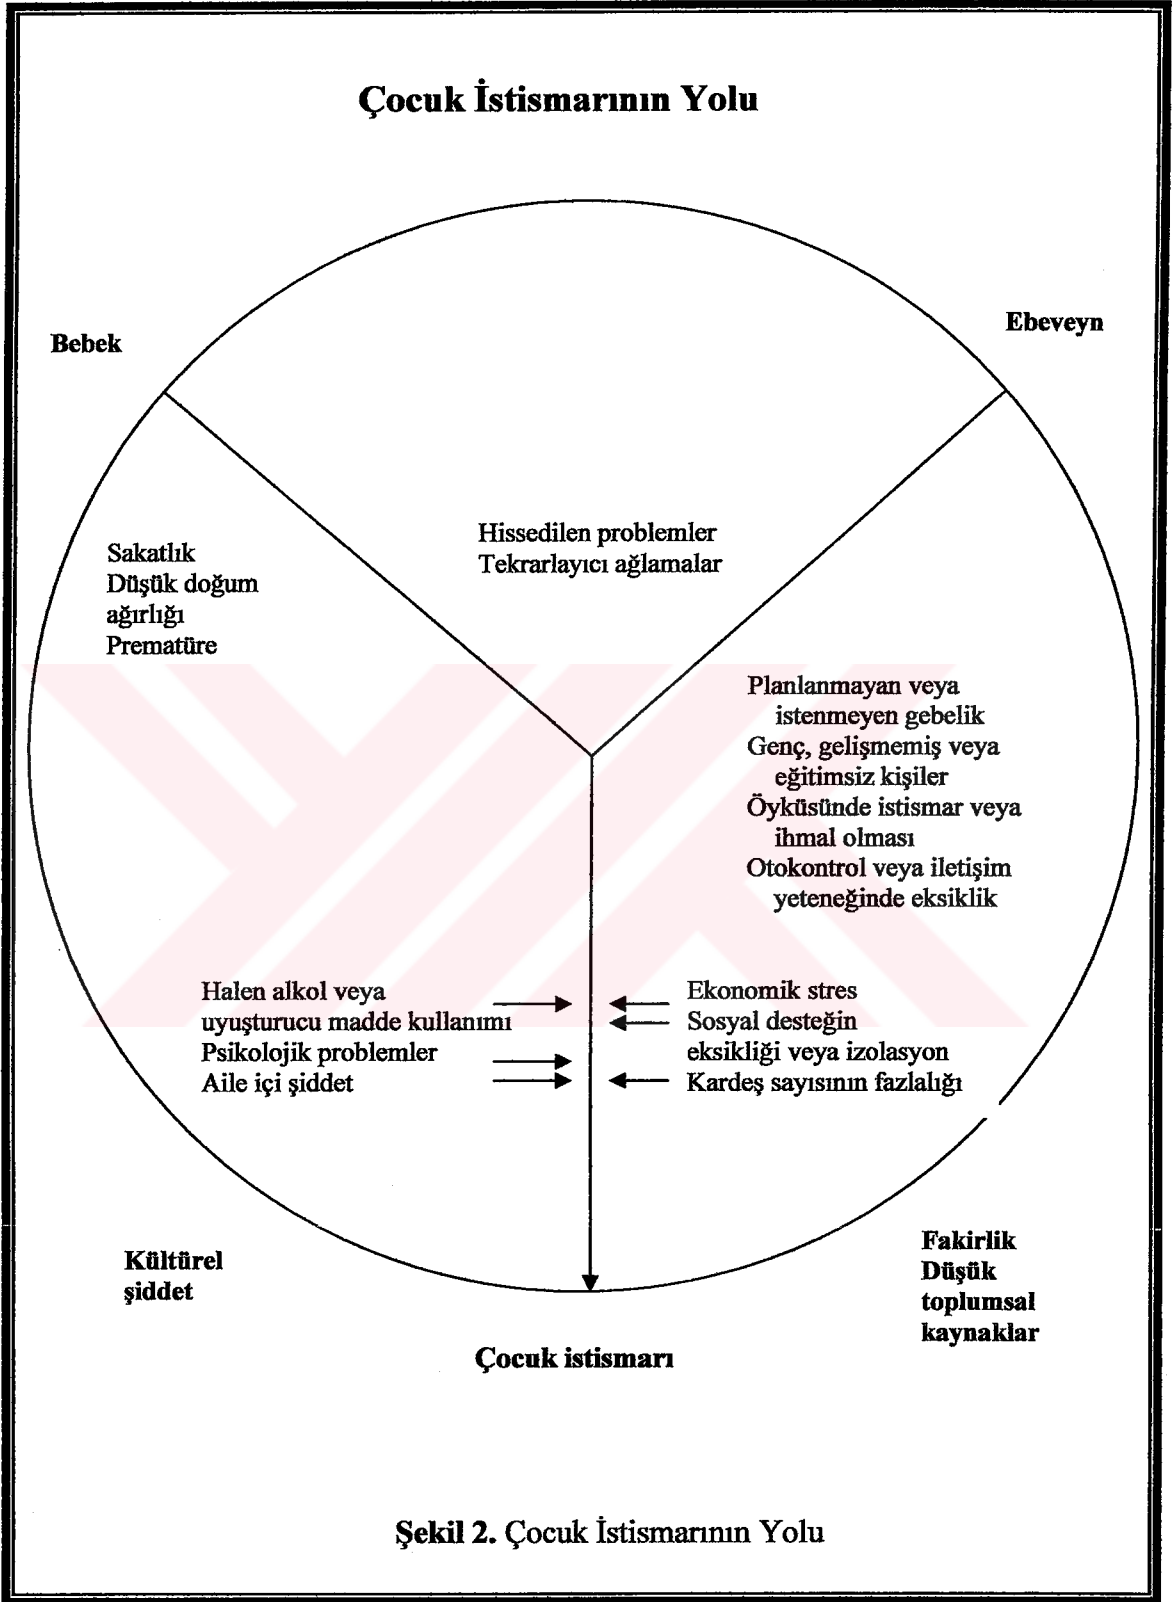 Çocuk İstismarının Yolu
Bebek
Ebeveyn
Hissedilen problemler
Tekrarlayıcı ağlamalar
Sakatlık
Düşük doğum
ağırlığı
Prematüre
Planlanmayan veya
istenmeyen gebelik
Genç, gelişmemiş veya
eğitimsiz kişiler
Öyküsünde istismar veya
ihmal olması
Otokontrol veya iletişim
yeteneğinde eksiklik
Halen alkol veya
uyuşturucu madde kullanımı
Psikolojik problemler
Aile içi şiddet
Ekonomik stres
Sosyal desteğin
eksikliği veya izolasyon
Kardeş sayısının fazlalığı
Kültürel
şiddet
Fakirlik
Düşük
toplumsal
kaynaklar
Çocuk istismarı
Şekil 2. Çocuk İstismarının Yolu